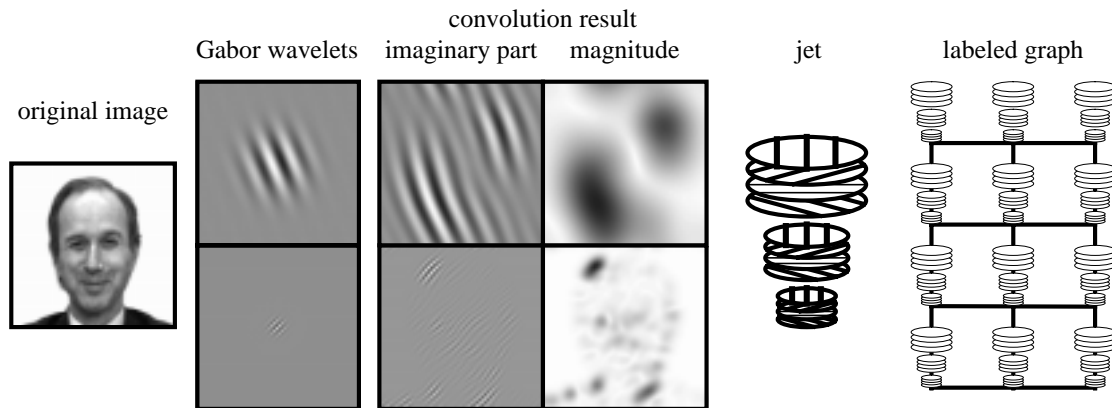 convolution result
Gabor wavelets imaginary part magnitude jet labeled graph
original image